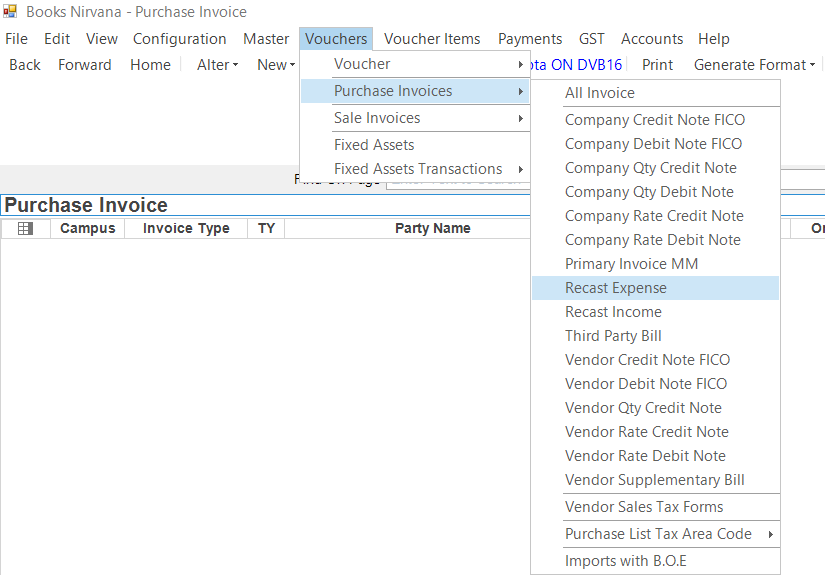 Books Nirvana - Purchase Invoice
File Edit View Configuration Master Vouchers Voucher Items Payments GST Accounts Help
Back Forward Home Alter New ON DVB16 Print Generate Format
Voucher
Purchase Invoices
Sale Invoices
Fixed Assets
Fixed Assets Transactions
All Invoice
Company Credit Note FICO
Company Debit Note FICO
Company Qty Credit Note
Company Qty Debit Note
Company Rate Credit Note
Company Rate Debit Note
Primary Invoice MM
Recast Expense
Recast Income
Third Party Bill
Vendor Credit Note FICO
Vendor Debit Note FICO
Vendor Qty Credit Note
Vendor Rate Credit Note
Vendor Rate Debit Note
Vendor Supplementary Bill
Vendor Sales Tax Forms
Purchase List Tax Area Code
Imports with B.O.E
Purchase Invoice
Campus Invoice Type TY Party Name